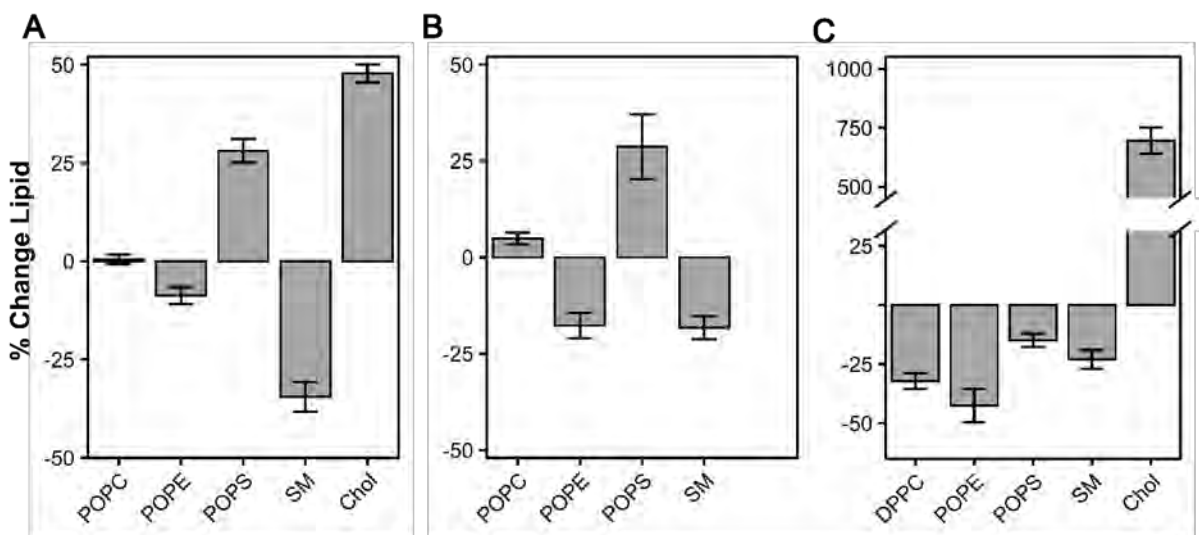 A
% Change Lipid
50
25
0
-25
-50
POPC
POPE
POPS
SM
Chol
B
50
25
0
-25
-50
POPC
POPE
POPS
SM
C
1000
750
500
25
-25
-50
DPPC
POPE
POPS
SM
Chol